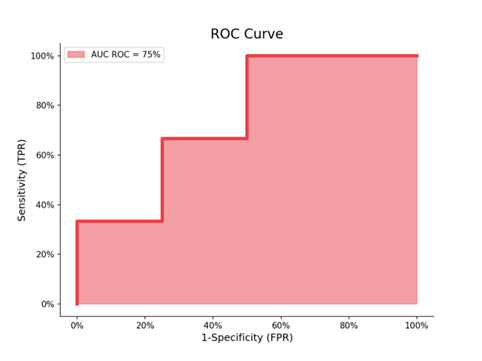 ROC Curve
AUC ROC = 75%
100%
80%
60%
40%
20%
0%
Sensitivity (TPR)
0% 20% 40% 60% 80% 100%
1-Specificity (FPR)